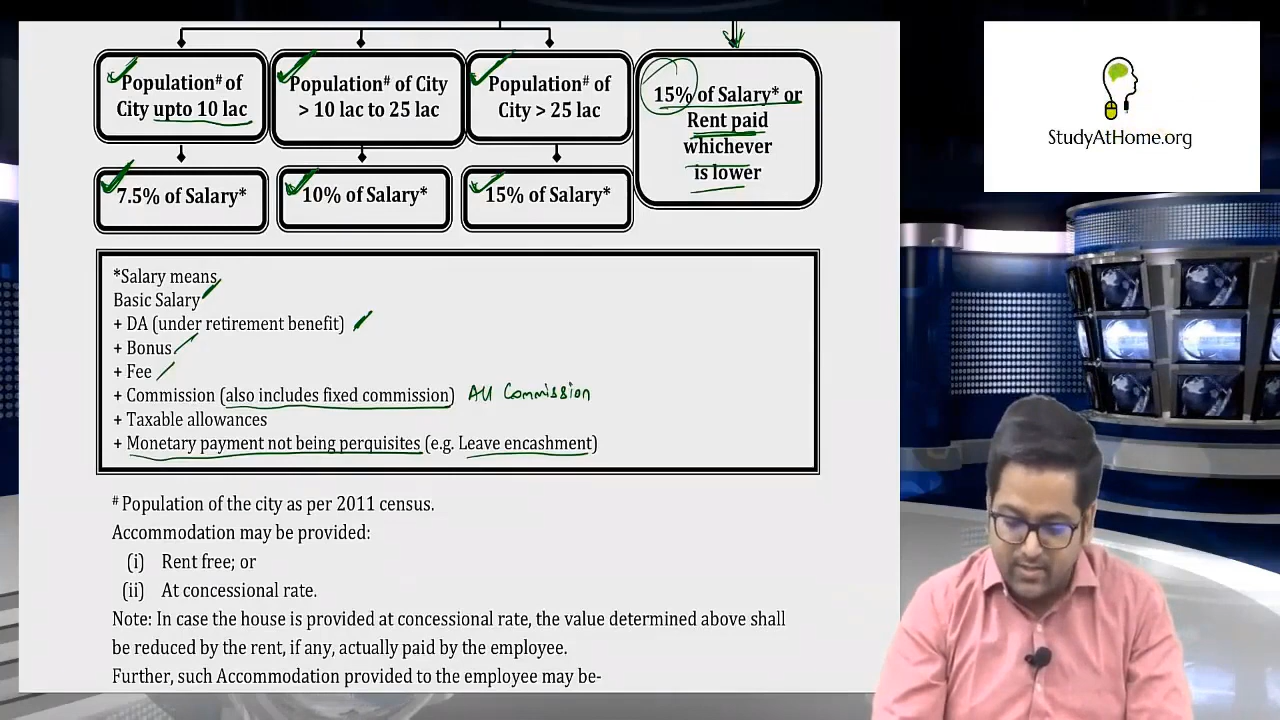 Population# of
City upto 10 lac
Population# of City
> 10 lac to 25 lac
Population# of
City > 25 lac
15% of Salary* or
Rent paid
whichever
is lower
7.5% of Salary*
10% of Salary*
15% of Salary*
StudyAtHome.org
*Salary means
Basic Salary
+ DA (under retirement benefit)
+ Bonus
+ Fee
+ Commission (also includes fixed commission) All Commission
+ Taxable allowances
+ Monetary payment not being perquisites (e.g. Leave encashment)
# Population of the city as per 2011 census.
Accommodation may be provided:
(i) Rent free; or
(ii) At concessional rate.
Note: In case the house is provided at concessional rate, the value determined above shall
be reduced by the rent, if any, actually paid by the employee.
Further, such Accommodation provided to the employee may be-